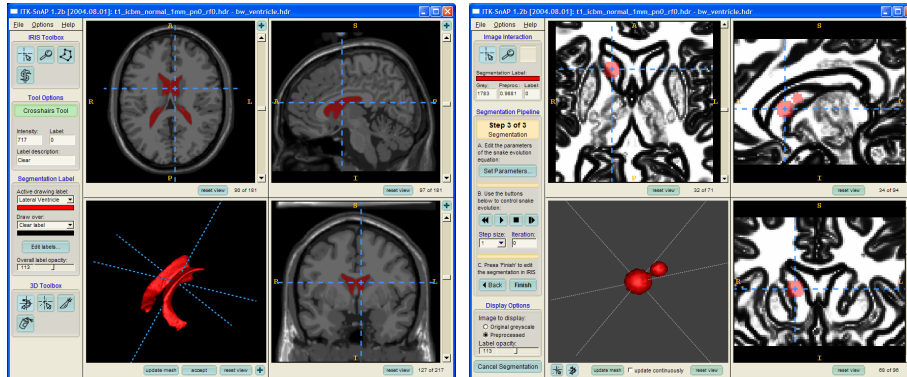 ITK-SnAP 1.2b [2004.08.01]: t1_icbm_normal_1mm_pn0_rf0.hdr - bw_ventricle.hdr
File Options Help
IRIS Toolbox
Tool Options
Crosshairs Tool
Intensity: Label:
717 0
Label description:
Clear
Segmentation Label
Active drawing label:
Lateral Ventricle
Draw over:
Clear label
Edit labels...
Overall label opacity:
113
3D Toolbox
A
R L
P
reset view 90 of 181
S
A P
I
reset view 97 of 181
update mesh accept reset view
S
R L
I
reset view 127 of 217
ITK-SnAP 1.2b [2004.08.01]: t1_icbm_normal_1mm_pn0_rf0.hdr - bw_ventricle.hdr
File Options Help
Image Interaction
Segmentation Label:
Grey: Preproc.: Label:
1783 0.9881 0
Segmentation Pipeline
Step 3 of 3
Segmentation
A. Edit the parameters
of the snake evolution
equation:
Set Parameters...
B. Use the buttons
below to control snake
evolution:
Step size: Iteration:
1 0
C. Press 'Finish' to edit
the segmentation in IRIS
Back Finish
Display Options
Image to display:
Original greyscale
Preprocessed
Label opacity:
113
Cancel Segmentation
A
R L
P
reset view 32 of 71
S
A P
I
reset view 34 of 94
update mesh update continuously reset view
S
R L
I
reset view 68 of 96